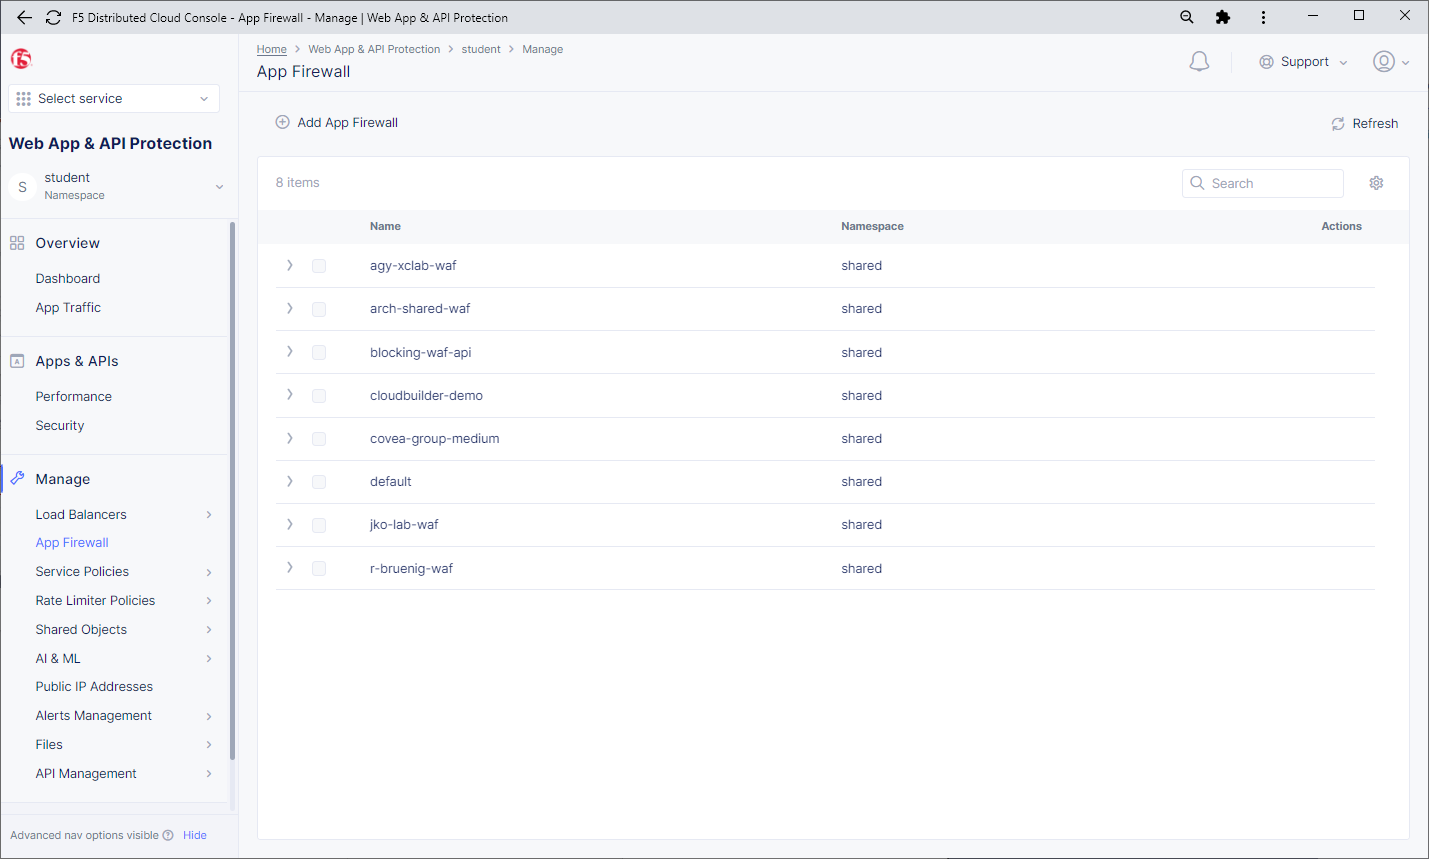 F5 Distributed Cloud Console - App Firewall - Manage | Web App & API Protection
f5
Select service
Web App & API Protection
S
student
Namespace
Overview
Dashboard
App Traffic
A
Apps & APIs
Performance
Security
Manage
Load Balancers
App Firewall
Service Policies
Rate Limiter Policies
Shared Objects
AI & ML
Public IP Addresses
Alerts Management
Files
API Management
Advanced nav options visible ? Hide
Home > Web App & API Protection > student > Manage
App Firewall
Support
Add App Firewall
Refresh
8 items
Search
Name Namespace Actions
agy-xclab-waf shared
arch-shared-waf shared
blocking-waf-api shared
cloudbuilder-demo shared
covea-group-medium shared
default shared
jko-lab-waf shared
r-bruenig-waf shared